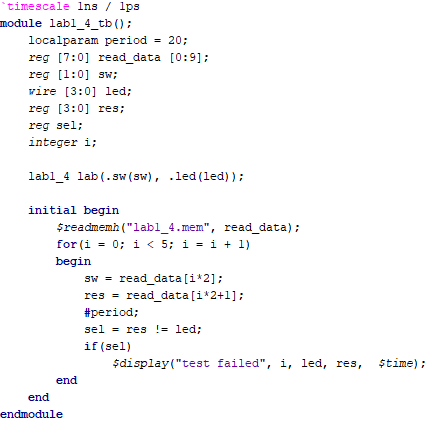 `timescale 1ns / 1ps
module lab1_4_tb();
localparam period = 20;
reg [7:0] read_data [0:9];
reg [1:0] sw;
wire [3:0] led;
reg [3:0] res;
reg sel;
integer i;
lab1_4 lab(.sw(sw), .led(led));
initial begin
$readmemh("lab1_4.mem", read_data);
for(i = 0; i < 5; i = i + 1)
begin
sw = read_data[i*2];
res = read_data[i*2+1];
#period;
sel = res != led;
if(sel)
$display("test failed", i, led, res, $time);
end
end
endmodule